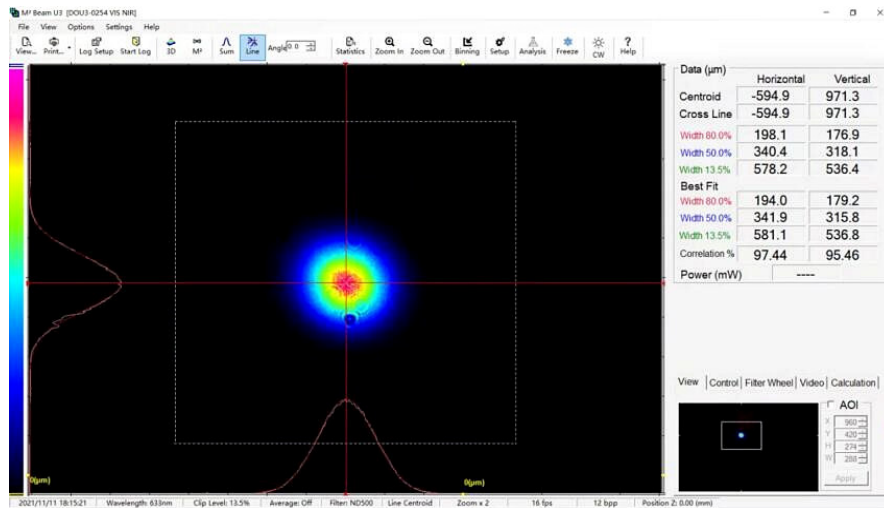 M² Beam U3 [DOU3-0254 VIS NIR]
File View Options Settings Help
View... Print... Log Setup Start Log 3D M² Sum Line Angle 0 0 Statistics Zoom In Zoom Out Binning Setup Analysis Freeze CW Help
Data (µm)
Horizontal Vertical
Centroid -594.9 971.3
Cross Line -594.9 971.3
Width 80.0% 198.1 176.9
Width 50.0% 340.4 318.1
Width 13.5% 578.2 536.4
Best Fit
Width 80.0% 194.0 179.2
Width 50.0% 341.9 315.8
Width 13.5% 581.1 536.8
Correlation % 97.44 95.46
Power (mW) ----
View Control Filter Wheel Video Calculation
AOI
X 960
Y 420
H 274
W 288
Apply
0(µm) 0(µm)
2021/11/11 18:15:21 Wavelength: 633nm Clip Level: 13.5% Average: Off Filter: ND500 Line Centroid Zoom x 2 16 fps 12 bpp Position Z: 0.00 (mm)